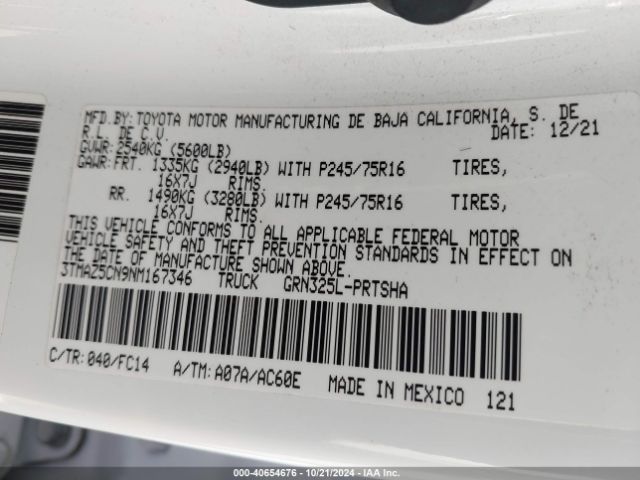 MFD.BY:TOYOTA MOTOR MANUFACTURING DE BAJA CALIFORNIA, S. DE
R.L. DE C.V. DATE: 12/21
GVWR:2540KG (5600LB)
GAWR:FRT. 1335KG (2940LB) WITH P245/75R16 TIRES,
16X7J RIMS.
RR. 1490KG (3280LB) WITH P245/75R16 TIRES,
16X7J RIMS.
THIS VEHICLE CONFORMS TO ALL APPLICABLE FEDERAL MOTOR
VEHICLE SAFETY AND THEFT PREVENTION STANDARDS IN EFFECT ON
THE DATE OF MANUFACTURE SHOWN ABOVE.
3TMAZ5CN9NM167346 TRUCK GRN325L-PRTSHA
C/TR:040/FC14 A/TM:A07A/AC60E MADE IN MEXICO 121
000-40654676 | 10/21/2024 | IAA Inc.